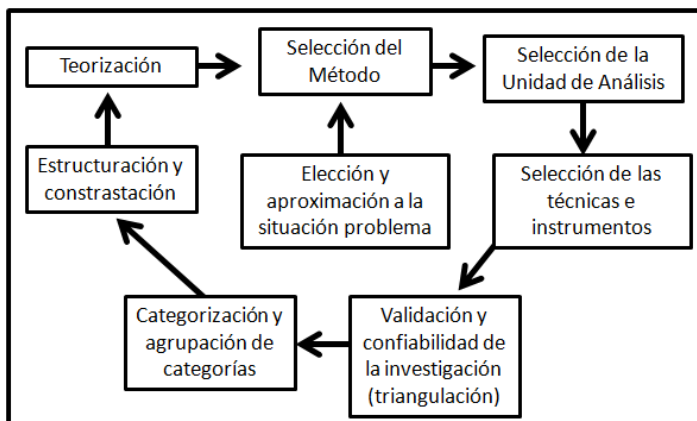 Teorización
Selección del
Método
Selección de la
Unidad de Análisis
Estructuración y
constrastación
Elección y
aproximación a la
situación problema
Selección de las
técnicas e
instrumentos
Categorización y
agrupación de
categorías
Validación y
confiabilidad de
la investigación
(triangulación)